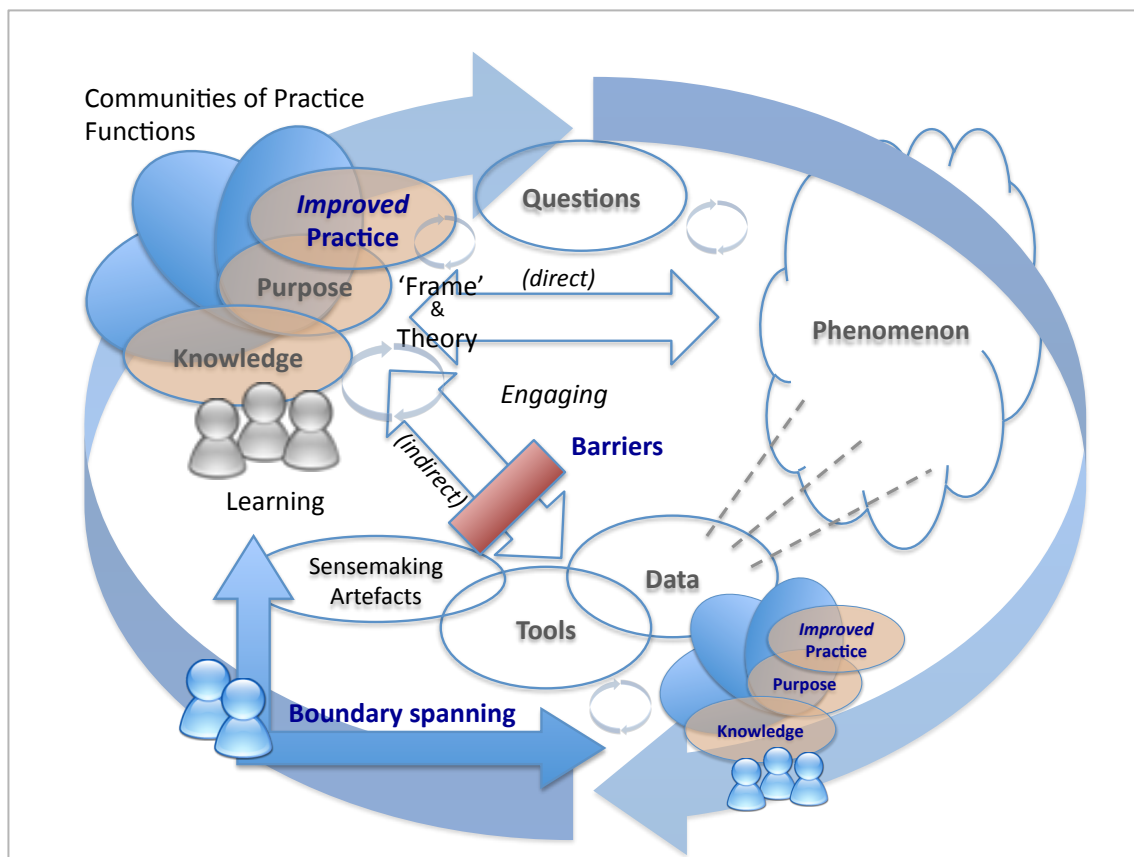 Communities of Practice
Functions
Improved
Practice
Questions
Purpose
‘Frame’
&
Theory
(direct)
Phenomenon
Knowledge
Engaging
Barriers
(indirect)
Learning
Sensemaking
Artefacts
Data
Tools
Improved
Practice
Purpose
Boundary spanning
Knowledge